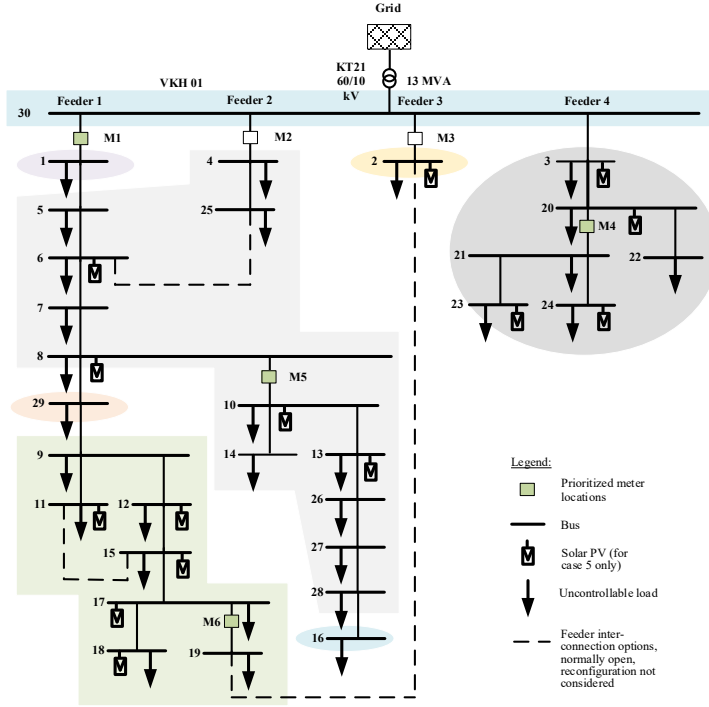 Grid
KT21
60/10
kV
13 MVA
VKH 01
Feeder 1
Feeder 2
Feeder 3
Feeder 4
30
M1
M2
M3
1
4
2
3
5
25
20
M4
6
21
22
7
23
24
8
M5
29
10
9
14
13
11
12
26
15
27
17
28
M6
16
18
19
Legend:
Prioritized meter
locations
Bus
Solar PV (for
case 5 only)
Uncontrollable load
Feeder inter-
connection options,
normally open,
reconfiguration not
considered